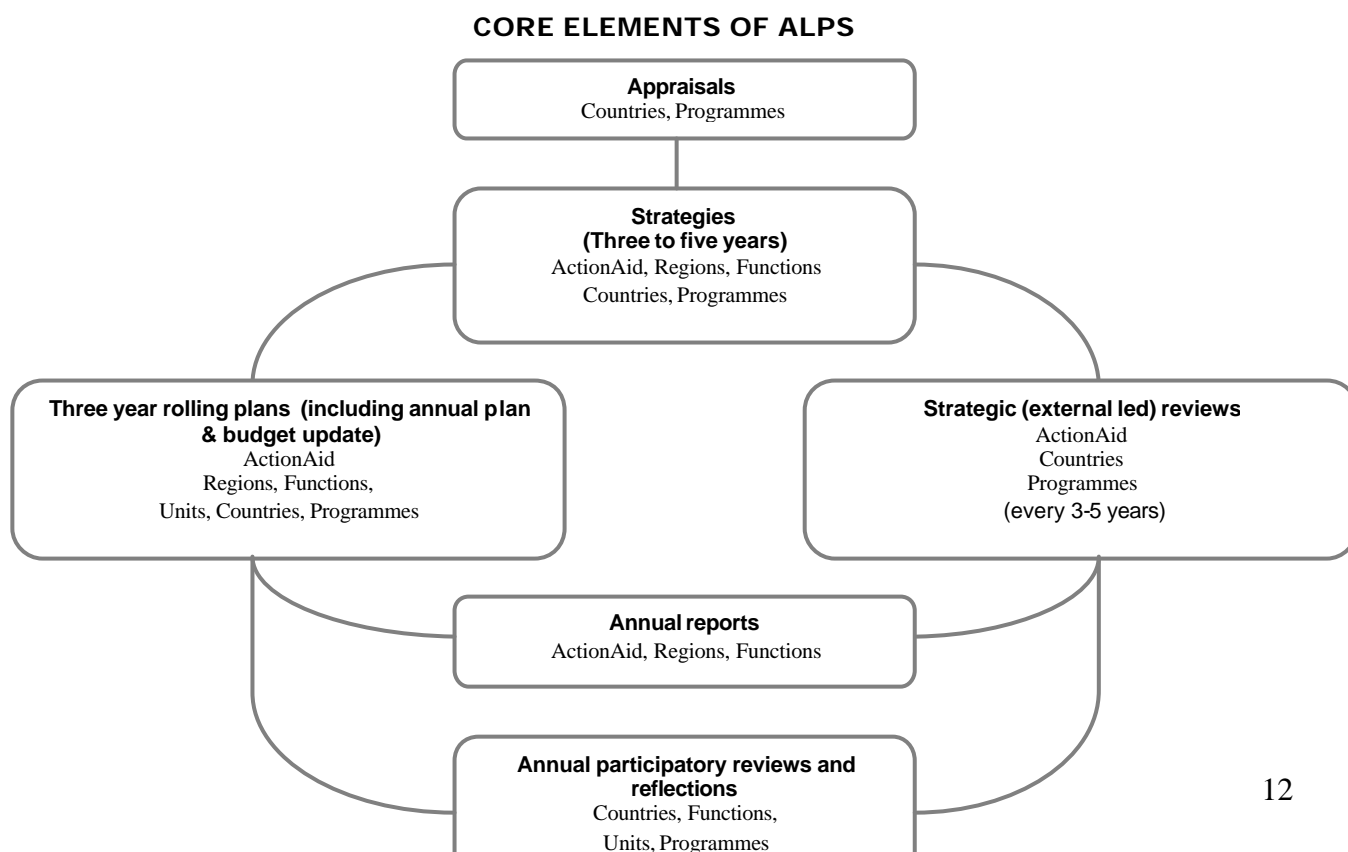 CORE ELEMENTS OF ALPS
Appraisals
Countries, Programmes
Strategies
(Three to five years)
ActionAid, Regions, Functions
Countries, Programmes
Three year rolling plans (including annual plan
& budget update)
ActionAid
Regions, Functions,
Units, Countries, Programmes
Strategic (external led) reviews
ActionAid
Countries
Programmes
(every 3-5 years)
Annual reports
ActionAid, Regions, Functions
Annual participatory reviews and
reflections
Countries, Functions,
Units, Programmes
12